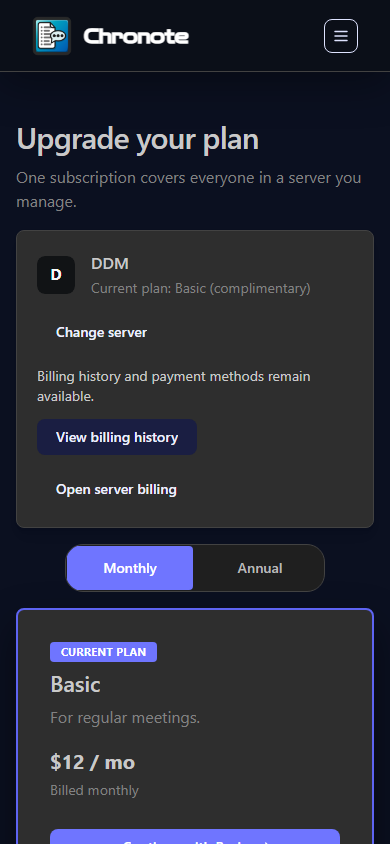 Chronote
Upgrade your plan
One subscription covers everyone in a server you
manage.
D
DDM
Current plan: Basic (complimentary)
Change server
Billing history and payment methods remain
available.
View billing history
Open server billing
Monthly
Annual
CURRENT PLAN
Basic
For regular meetings.
$12 / mo
Billed monthly